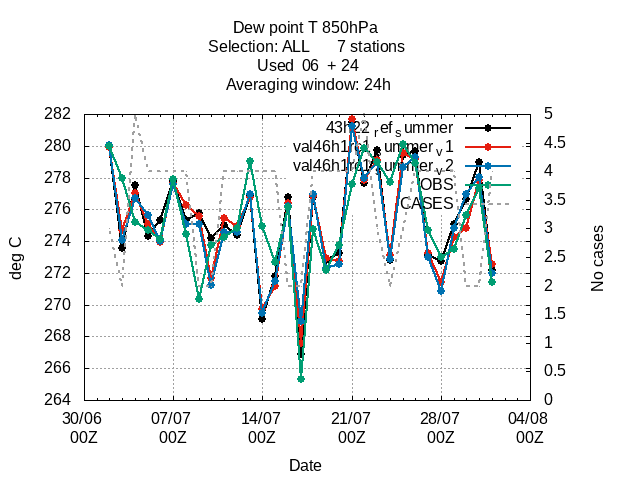 Dew point T 850hPa
Selection: ALL 7 stations
Used 06 + 24
Averaging window: 24h
282
280
278
276
274
272
270
268
266
264
5
4.5
4
3.5
3
2.5
2
1.5
1
0.5
0
43h22_ref_summer
val46h1rc1_summer_v1
val46h1rc1_summer_v2
OBS
CASES
deg C
No cases
30/06 07/07 14/07 21/07 28/07 04/08
00Z 00Z 00Z 00Z 00Z 00Z
Date